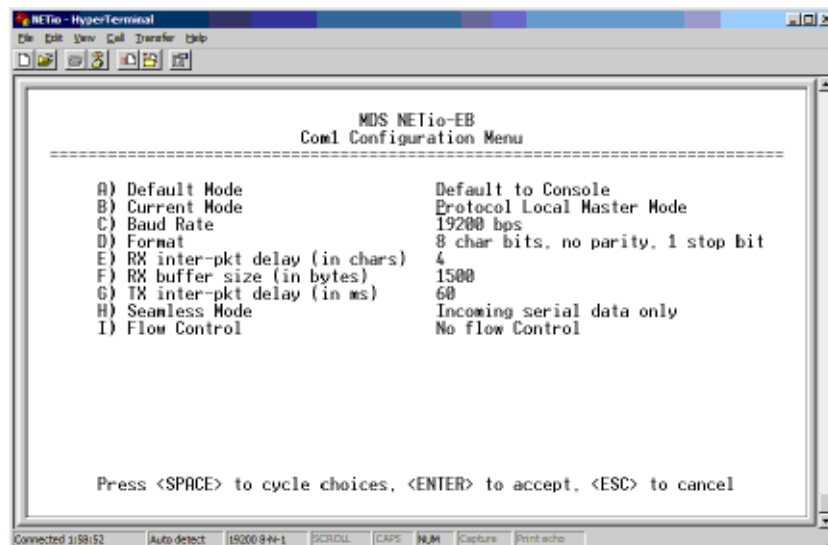 NETio - HyperTerminal
File Edit View Call Transfer Help
MDS NETio-EB
Com1 Configuration Menu
================================================================================
A) Default Mode Default to Console
B) Current Mode Protocol Local Master Mode
C) Baud Rate 19200 bps
D) Format 8 char bits, no parity, 1 stop bit
E) RX inter-pkt delay (in chars) 4
F) RX buffer size (in bytes) 1500
G) TX inter-pkt delay (in ms) 60
H) Seamless Mode Incoming serial data only
I) Flow Control No flow Control
Press <SPACE> to cycle choices, <ENTER> to accept, <ESC> to cancel
Connected 1:58:52 Auto detect 19200 8-N-1 SCROLL CAPS NUM Capture Print echo